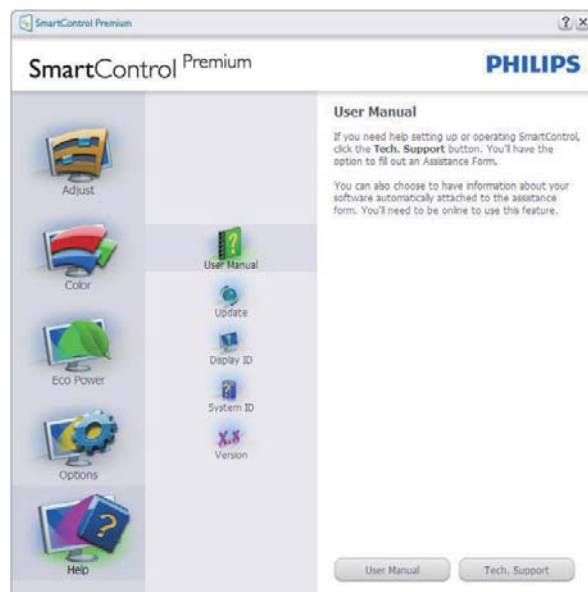 SmartControl Premium
? X
SmartControl Premium
PHILIPS
Adjust
Color
Eco Power
Options
Help
User Manual
Update
Display ID
System ID
X.X
Version
User Manual
If you need help setting up or operating SmartControl,
click the Tech. Support button. You'll have the
option to fill out an Assistance Form.
You can also choose to have information about your
software automatically attached to the assistance
form. You'll need to be online to use this feature.
User Manual
Tech. Support